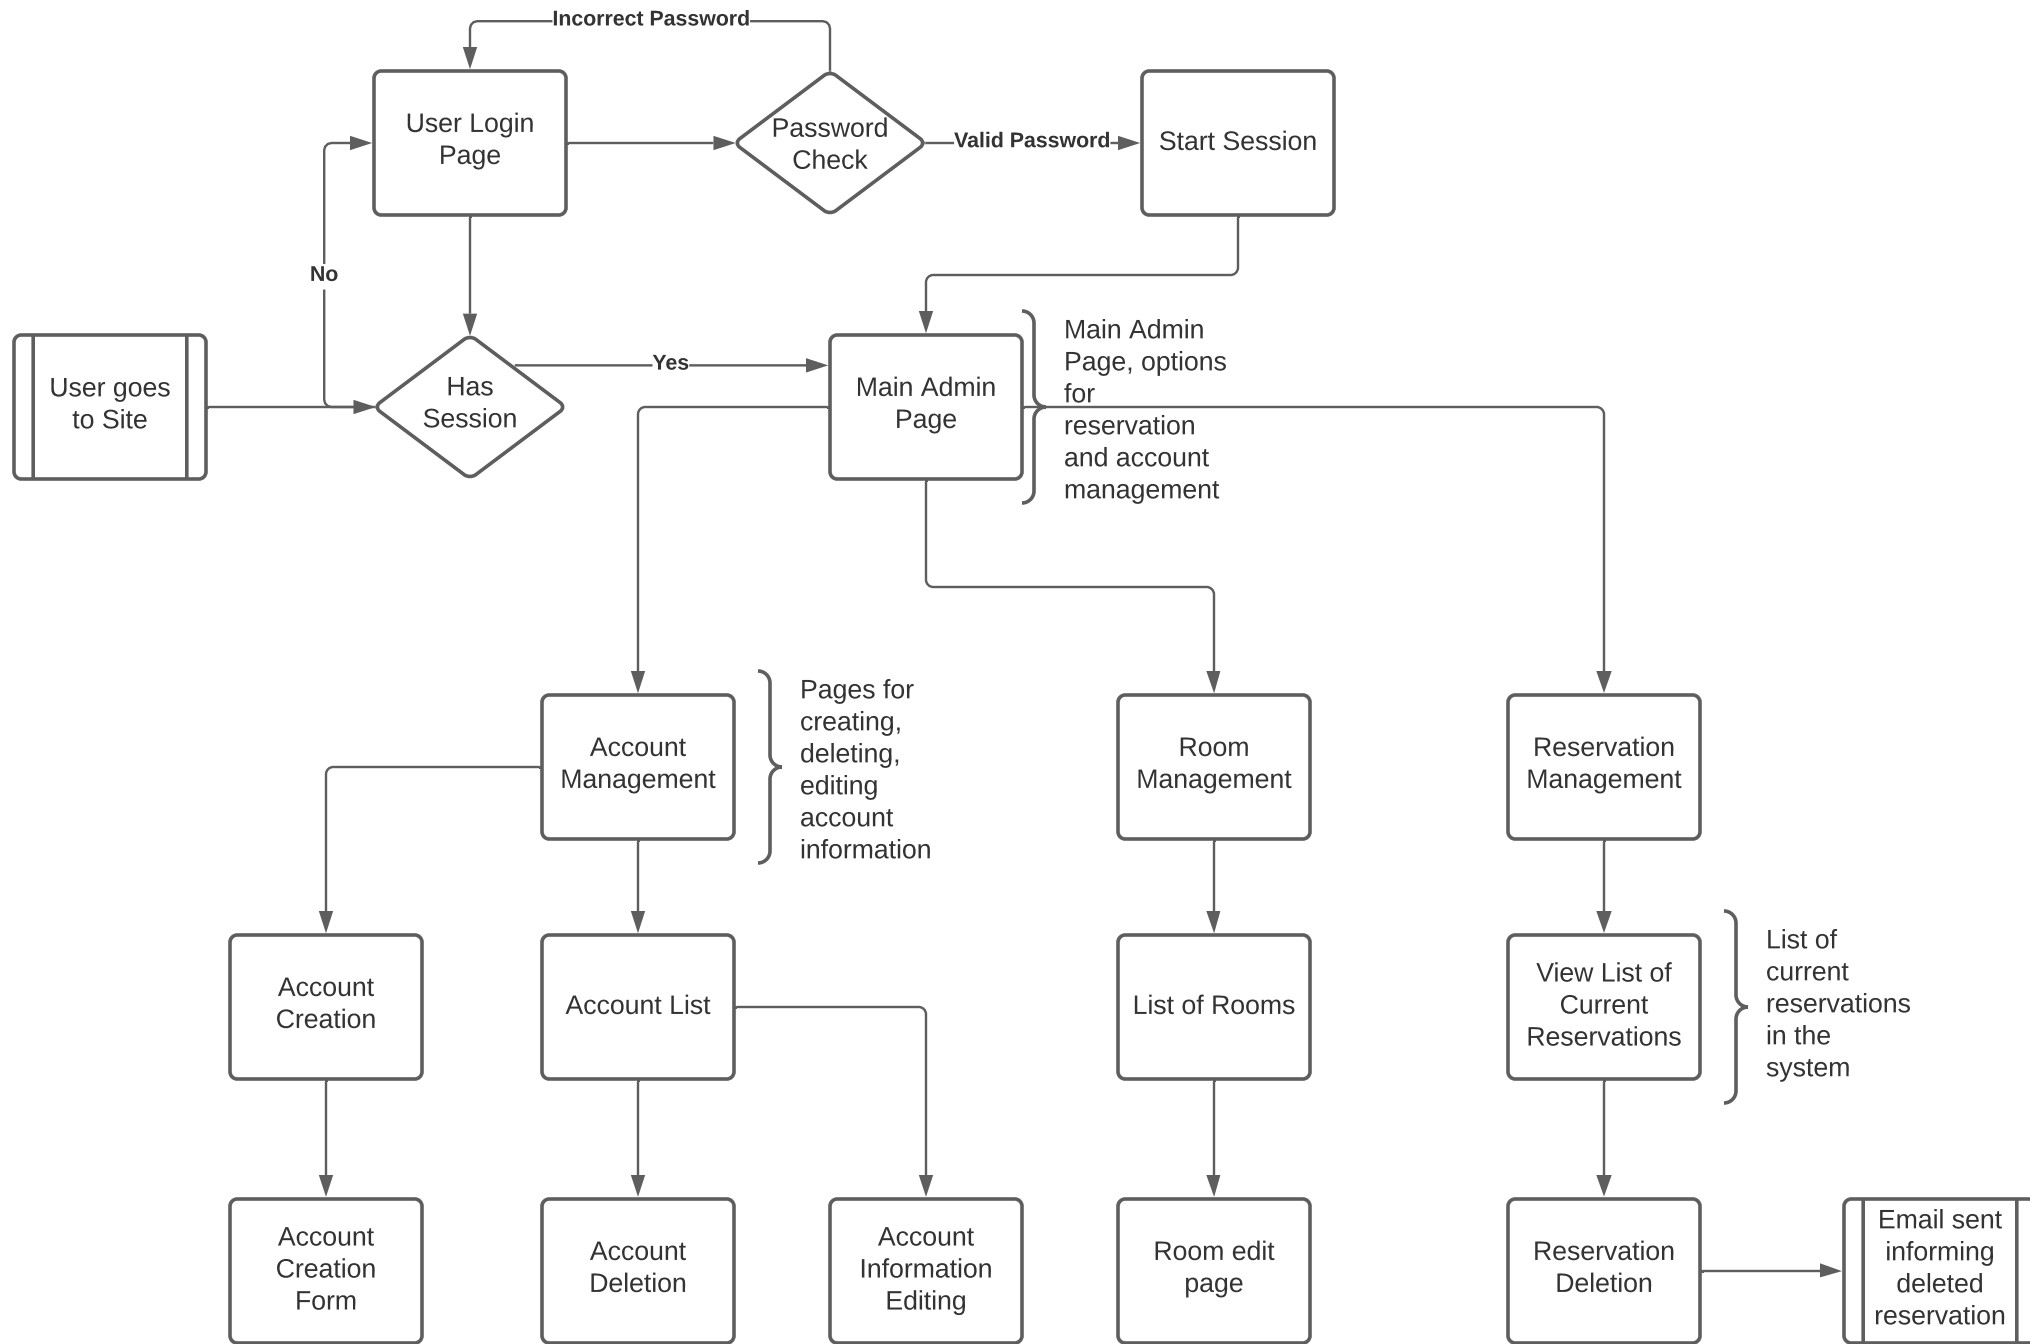 Incorrect Password
User Login
Page
Password
Check
Valid Password
Start Session
No
User goes
to Site
Has
Session
Yes
Main Admin
Page
Main Admin
Page, options
for
reservation
and account
management
Account
Management
Pages for
creating,
deleting,
editing
account
information
Room
Management
Reservation
Management
Account
Creation
Account List
List of Rooms
View List of
Current
Reservations
List of
current
reservations
in the
system
Account
Creation
Form
Account
Deletion
Account
Information
Editing
Room edit
page
Reservation
Deletion
Email sent
informing
deleted
reservation